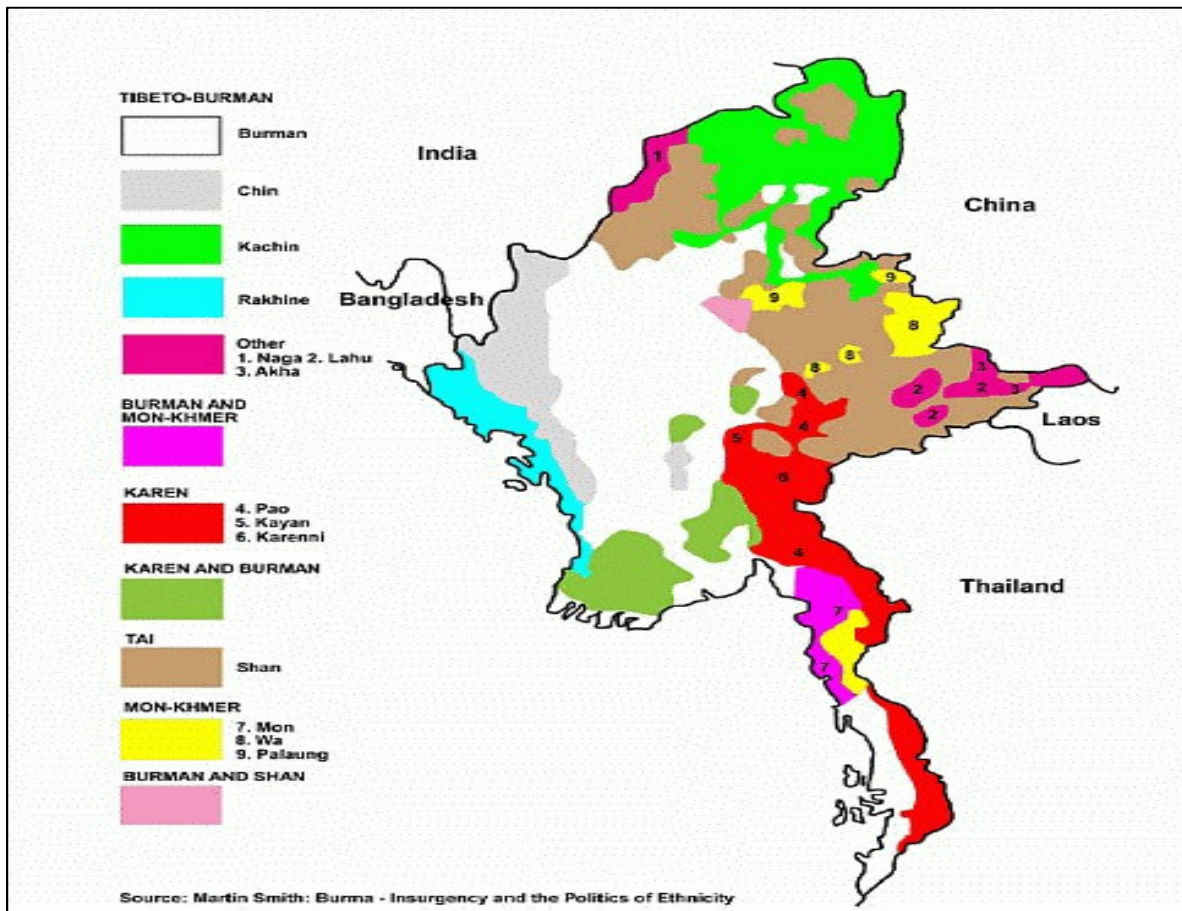 TIBETO-BURMAN
Burman
Chin
Kachin
Rakhine
Other
1. Naga 2. Lahu
3. Akha
BURMAN AND
MON-KHMER
KAREN
4. Pao
5. Kayan
6. Karenni
KAREN AND BURMAN
TAI
Shan
MON-KHMER
7. Mon
8. Wa
9. Palaung
BURMAN AND SHAN
India
China
Bangladesh
Laos
Thailand
1
9
9
8
8
8
3
2
2
3
2
4
4
5
6
4
7
7
Source: Martin Smith: Burma - Insurgency and the Politics of Ethnicity